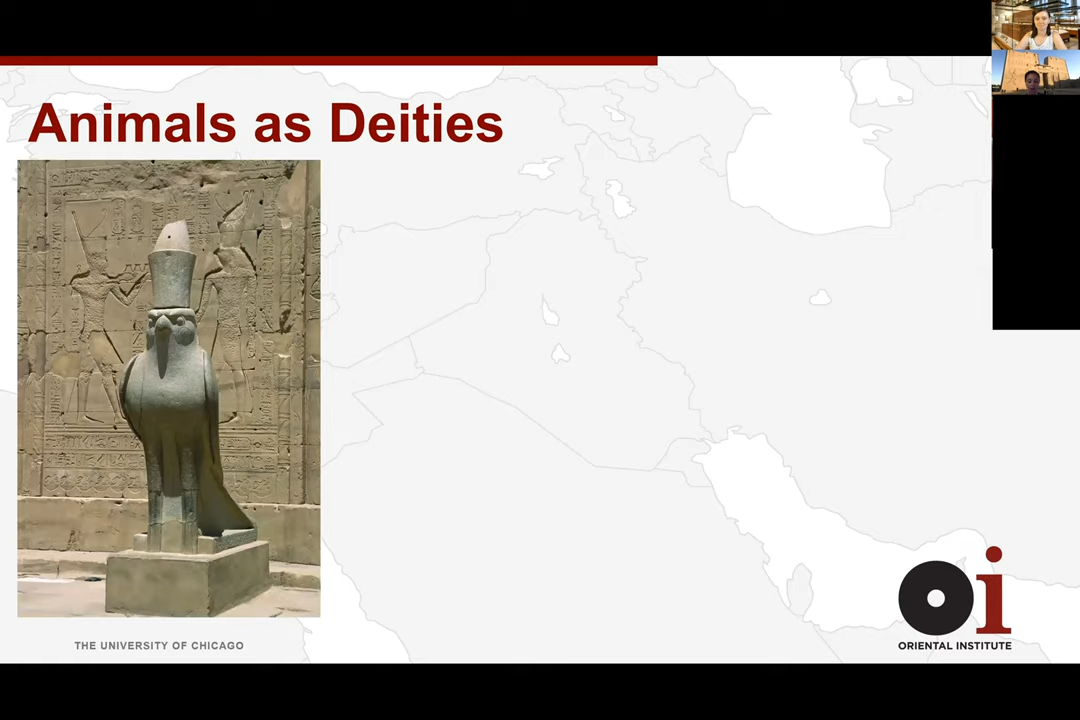 Animals as Deities
THE UNIVERSITY OF CHICAGO
oi
ORIENTAL INSTITUTE